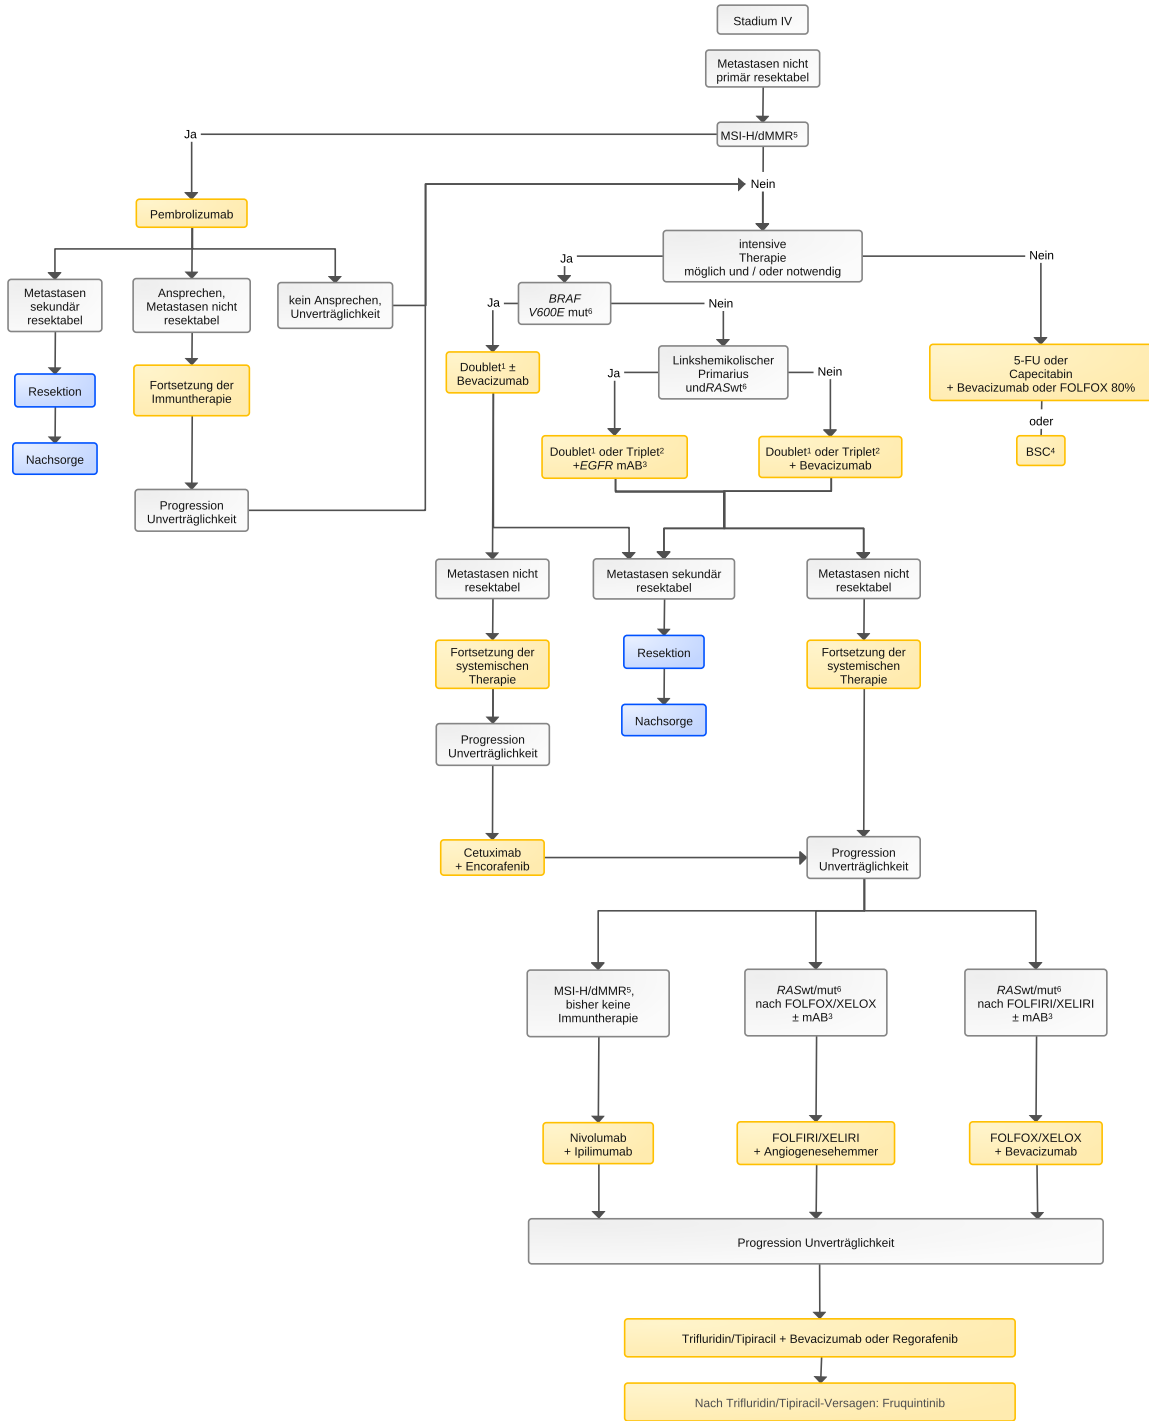 Stadium IV
Metastasen nicht
primär resektabel
MSI-H/dMMR⁵
Ja
Nein
Pembrolizumab
intensive
Therapie
möglich und / oder notwendig
Ja
Nein
Metastasen
sekundär
resektabel
Ansprechen,
Metastasen nicht
resektabel
kein Ansprechen,
Unverträglichkeit
BRAF
V600E mut⁶
Ja
Nein
Resektion
Fortsetzung der
Immuntherapie
Doublet¹ ±
Bevacizumab
Linkshemikolischer
Primarius
undRASwt⁶
Ja
Nein
5-FU oder
Capecitabin
+ Bevacizumab oder FOLFOX 80%
oder
BSC⁴
Nachsorge
Doublet¹ oder Triplet²
+EGFR mAB³
Doublet¹ oder Triplet²
+ Bevacizumab
Progression
Unverträglichkeit
Metastasen nicht
resektabel
Metastasen sekundär
resektabel
Metastasen nicht
resektabel
Fortsetzung der
systemischen
Therapie
Resektion
Fortsetzung der
systemischen
Therapie
Nachsorge
Progression
Unverträglichkeit
Cetuximab
+ Encorafenib
Progression
Unverträglichkeit
MSI-H/dMMR⁵,
bisher keine
Immuntherapie
RASwt/mut⁶
nach FOLFOX/XELOX
± mAB³
RASwt/mut⁶
nach FOLFIRI/XELIRI
± mAB³
Nivolumab
+ Ipilimumab
FOLFIRI/XELIRI
+ Angiogenesehemmer
FOLFOX/XELOX
+ Bevacizumab
Progression Unverträglichkeit
Trifluridin/Tipiracil + Bevacizumab oder Regorafenib
Nach Trifluridin/Tipiracil-Versagen: Fruquintinib